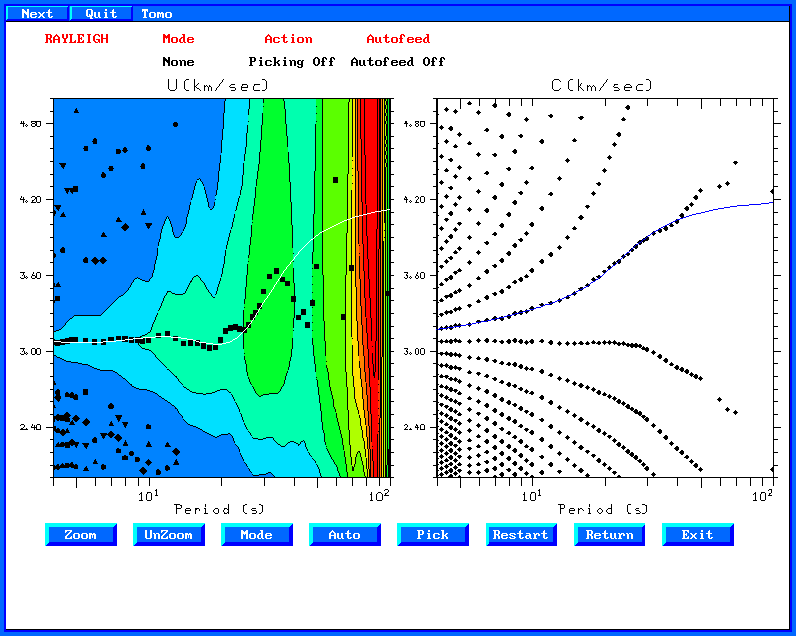 Next Quit Tomo
RAYLEIGH Mode Action Autofeed
None Picking Off Autofeed Off
U(km/sec) C(km/sec)
4.80 4.80
4.20 4.20
3.60 3.60
3.00 3.00
2.40 2.40
10^1 10^2 10^1 10^2
Period (s) Period (s)
Zoom UnZoom Mode Auto Pick Restart Return Exit